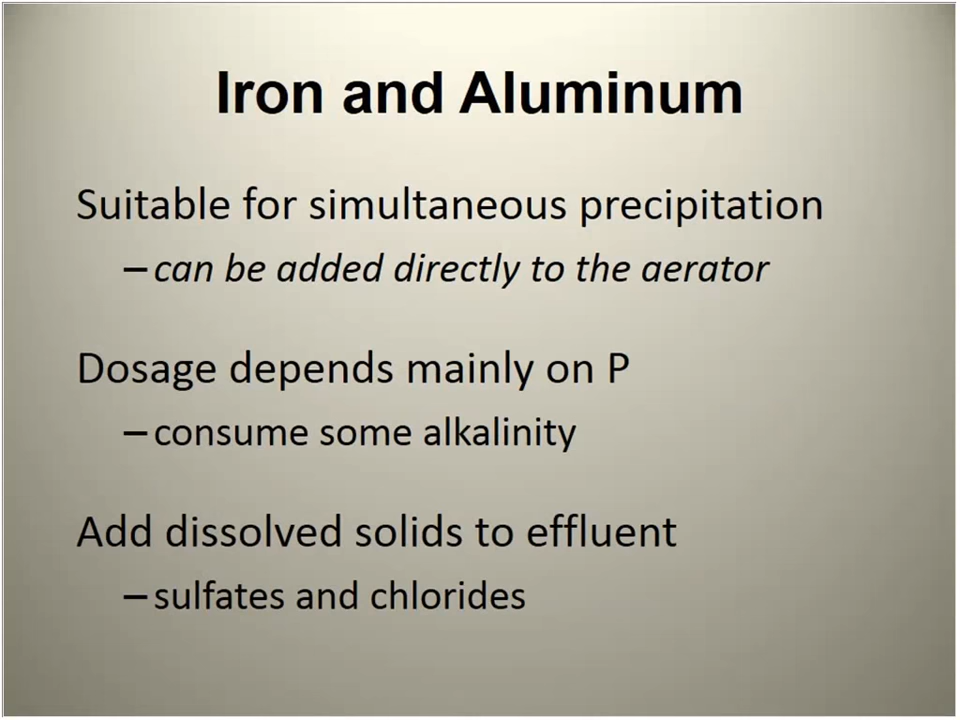 Iron and Aluminum
Suitable for simultaneous precipitation
–can be added directly to the aerator
Dosage depends mainly on P
–consume some alkalinity
Add dissolved solids to effluent
–sulfates and chlorides